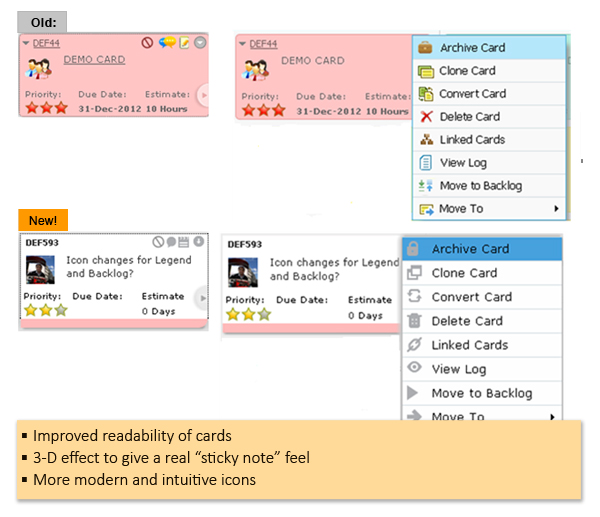 Old:
DEF44
DEMO CARD
Priority: Due Date: Estimate:
31-Dec-2012 10 Hours
DEF44
DEMO CARD
Priority: Due Date: Estimate:
31-Dec-2012 10 Hours
Archive Card
Clone Card
Convert Card
Delete Card
Linked Cards
View Log
Move to Backlog
Move To
New!
DEF593
Icon changes for Legend
and Backlog?
Priority: Due Date: Estimate
0 Days
DEF593
Icon changes for Legend
and Backlog?
Priority: Due Date: Estimate
0 Days
Archive Card
Clone Card
Convert Card
Delete Card
Linked Cards
View Log
Move to Backlog
Move To
▪ Improved readability of cards
▪ 3-D effect to give a real “sticky note” feel
▪ More modern and intuitive icons